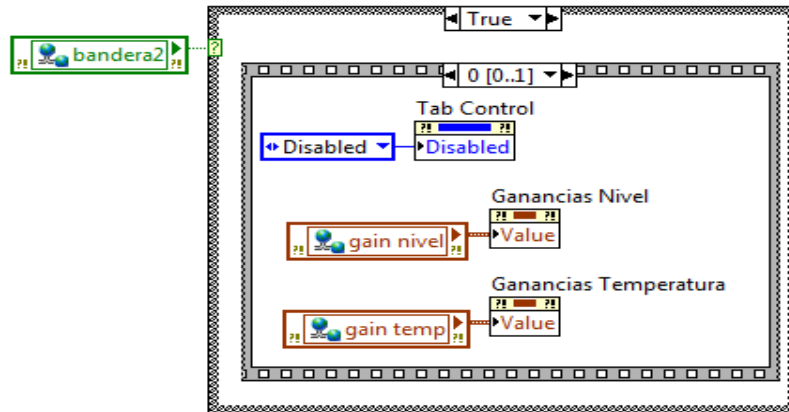 True
bandera2
?
0 [0..1]
Tab Control
?! ?!
Disabled
Disabled
Ganancias Nivel
?! ?!
gain nivel
Value
Ganancias Temperatura
?! ?!
gain temp
Value